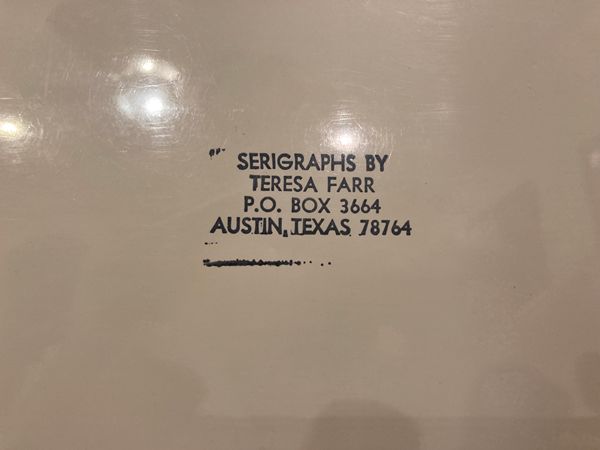 SERIGRAPHS BY
TERESA FARR
P.O. BOX 3664
AUSTIN, TEXAS 78764